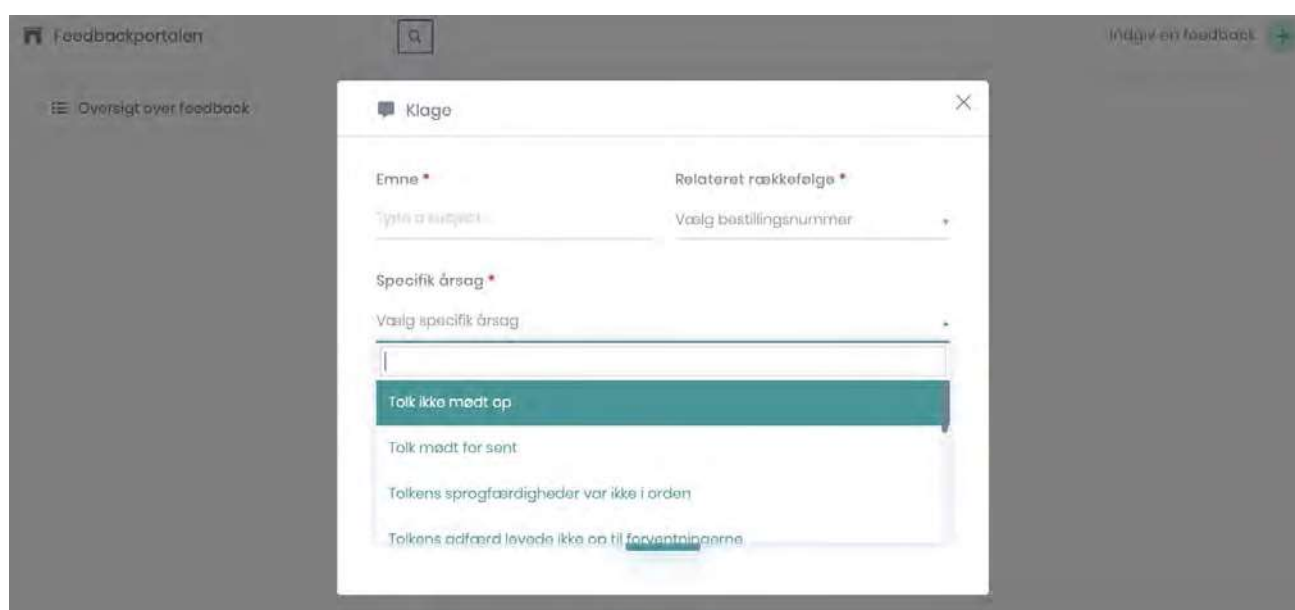 Feedbackportalen
Indgiv en feedback
Oversigt over feedback
Klage
Emne *
Relateret rækkefølge *
Type a subject...
Vælg bestillingsnummer
Specifik årsag *
Vælg specifik årsag
Tolk ikke mødt op
Tolk mødt for sent
Tolkens sprogfærdigheder var ikke i orden
Tolkens adfærd levede ikke op til forventningerne